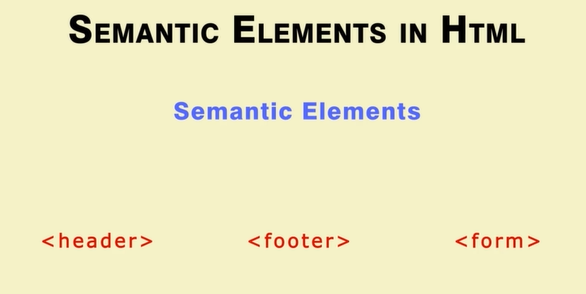 Semantic Elements in Html
Semantic Elements
<header> <footer> <form>